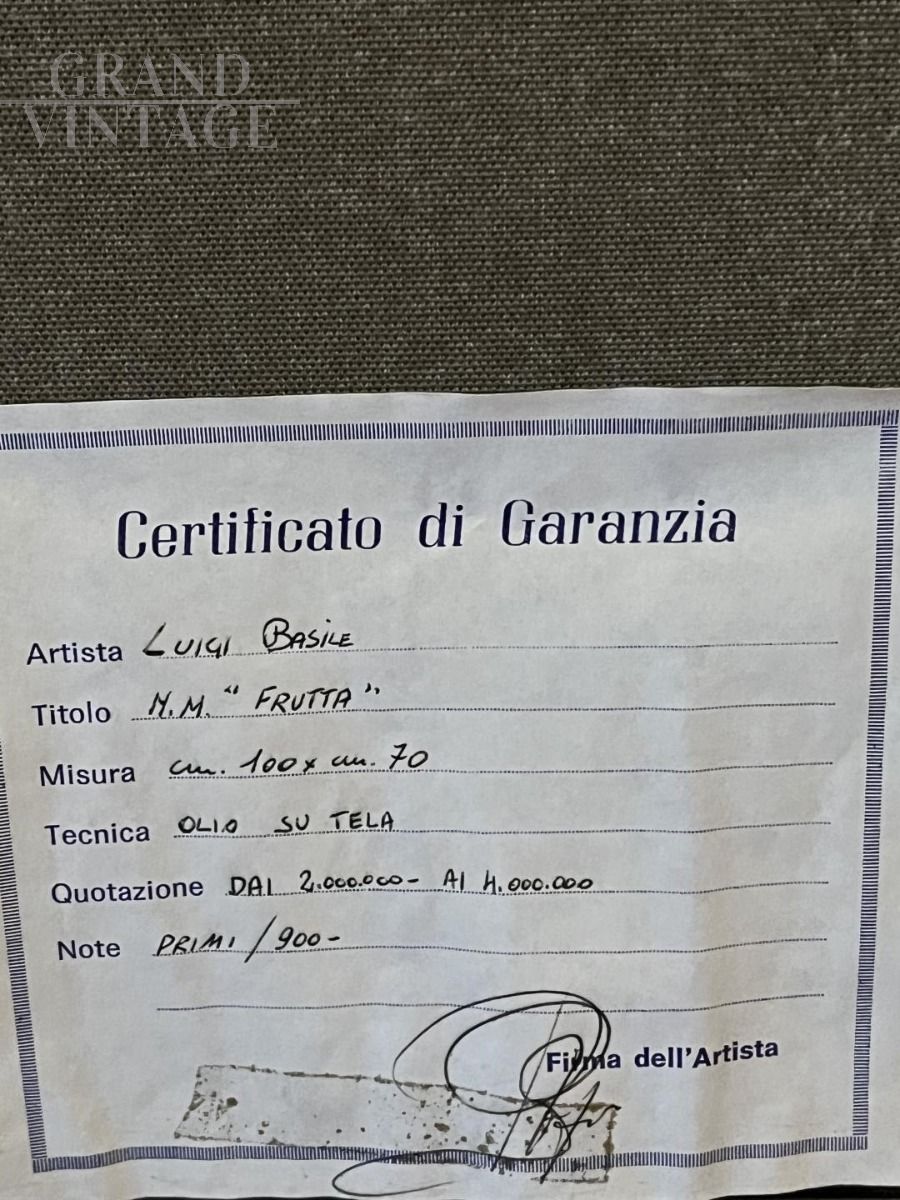 GRAND
VINTAGE
Certificato di Garanzia
Artista LUIGI BASILE
Titolo N.M. "FRUTTA"
Misura cm. 100 x cm. 70
Tecnica OLIO SU TELA
Quotazione DAI 2.000.000- AI 4.000.000
Note PRIMI/900-
Firma dell'Artista